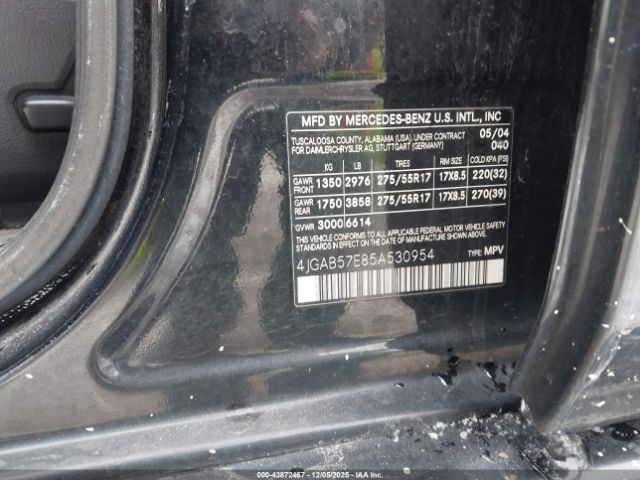 MFD BY MERCEDES-BENZ U.S. INTL., INC
TUSCALOOSA COUNTY, ALABAMA (USA), UNDER CONTRACT 05/04
FOR DAIMLERCHRYSLER AG, STUTTGART (GERMANY) 040
KG LB TIRES RIM SIZE COLD KPA (PSI)
GAWR FRONT 1350 2976 275/55R17 17X8.5 220(32)
GAWR REAR 1750 3858 275/55R17 17X8.5 270(39)
GVWR 3000 6614
THIS VEHICLE CONFORMS TO ALL APPLICABLE FEDERAL MOTOR VEHICLE SAFETY
STANDARDS IN EFFECT ON THE DATE OF MANUFACTURE SHOWN ABOVE.
4JGAB57E85A530954 TYPE: MPV
000-43872467 - 12/05/2025 - IAAI.COM